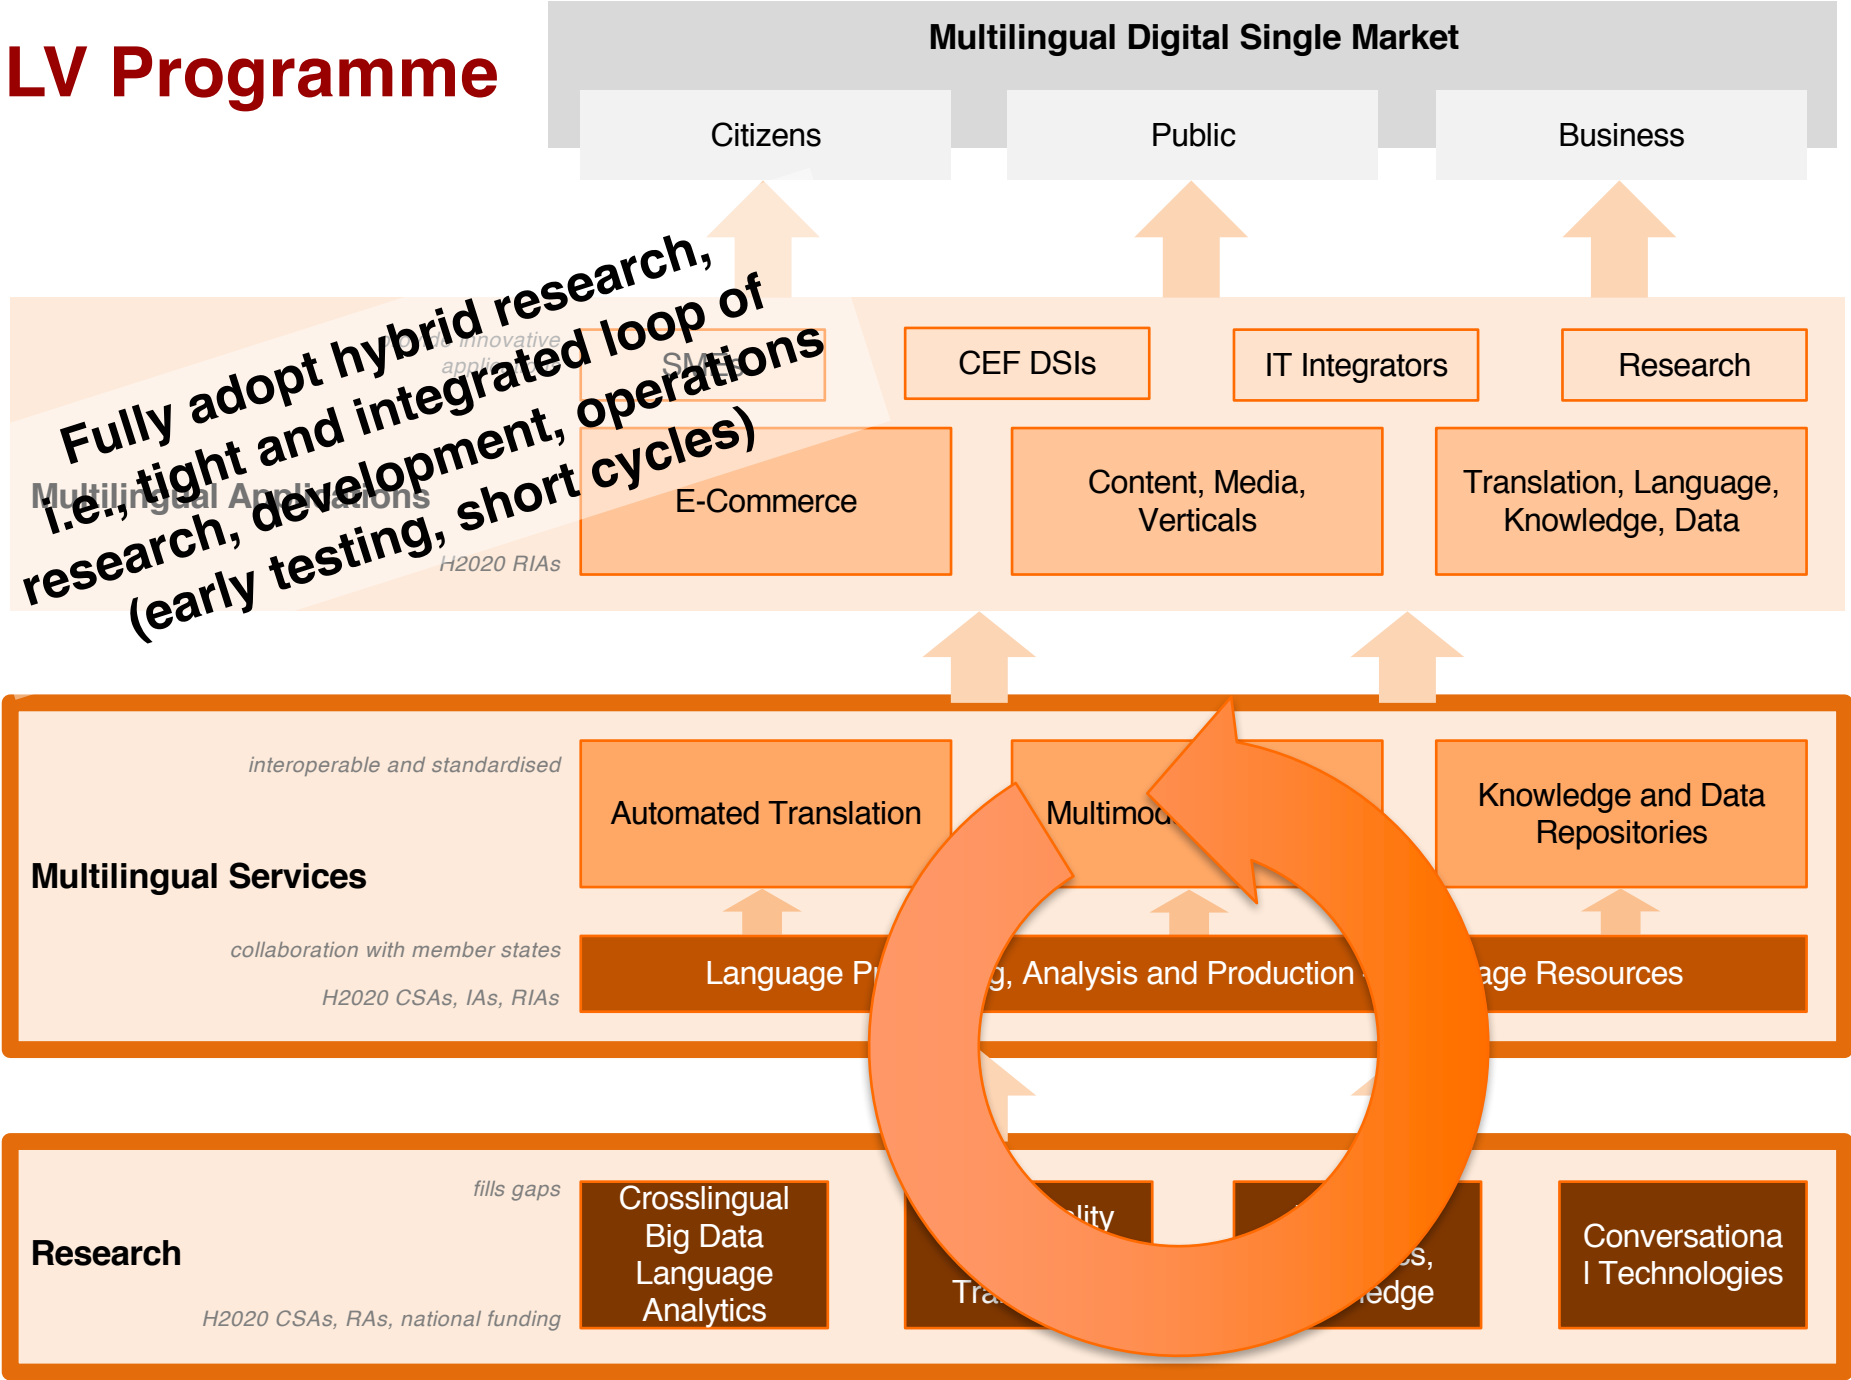 LV Programme
Multilingual Digital Single Market
Citizens
Public
Business
Fully adopt hybrid research,
i.e., tight and integrated loop of
research, development, operations
(early testing, short cycles)
innovative
SMEs
CEF DSIs
IT Integrators
Research
Multilingual Applications
E-Commerce
Content, Media,
Verticals
Translation, Language,
Knowledge, Data
H2020 RIAs
interoperable and standardised
Automated Translation
Knowledge and Data
Repositories
Multilingual Services
collaboration with member states
H2020 CSAs, IAs, RIAs
Language
Analysis and Production
Resources
fills gaps
Research
H2020 CSAs, RAs, national funding
Crosslingual
Big Data
Language
Analytics
Conversationa
l Technologies